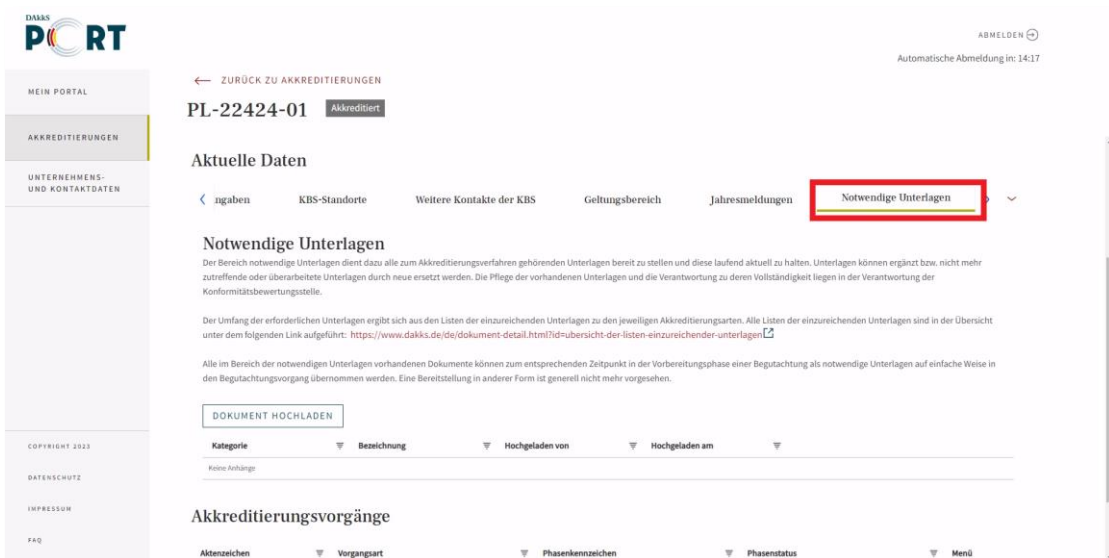 DAkkS
PORT
ABMELDEN
Automatische Abmeldung in: 14:17
MEIN PORTAL
AKKREDITIERUNGEN
UNTERNEHMENS-
UND KONTAKTDATEN
COPYRIGHT 2023
DATENSCHUTZ
IMPRESSUM
FAQ
ZURÜCK ZU AKKREDITIERUNGEN
PL-22424-01 Akkreditiert
Aktuelle Daten
ngaben KBS-Standorte Weitere Kontakte der KBS Geltungsbereich Jahresmeldungen Notwendige Unterlagen
Notwendige Unterlagen
Der Bereich notwendige Unterlagen dient dazu alle zum Akkreditierungsverfahren gehörenden Unterlagen bereit zu stellen und diese laufend aktuell zu halten. Unterlagen können ergänzt bzw. nicht mehr
zutreffende oder überarbeitete Unterlagen durch neue ersetzt werden. Die Pflege der vorhandenen Unterlagen und die Verantwortung zu deren Vollständigkeit liegen in der Verantwortung der
Konformitätsbewertungsstelle.
Der Umfang der erforderlichen Unterlagen ergibt sich aus den Listen der einzureichenden Unterlagen zu den jeweiligen Akkreditierungsarten. Alle Listen der einzureichenden Unterlagen sind in der Übersicht
unter dem folgenden Link aufgeführt: https://www.dakks.de/de/dokument-detail.html?id=ubersicht-der-listen-einzureichender-unterlagen
Alle im Bereich der notwendigen Unterlagen vorhandenen Dokumente können zum entsprechenden Zeitpunkt in der Vorbereitungsphase einer Begutachtung als notwendige Unterlagen auf einfache Weise in
den Begutachtungsvorgang übernommen werden. Eine Bereitstellung in anderer Form ist generell nicht mehr vorgesehen.
DOKUMENT HOCHLADEN
Kategorie Bezeichnung Hochgeladen von Hochgeladen am
Keine Anhänge
Akkreditierungsvorgänge
Aktenzeichen Vorgangsart Phasenkennzeichen Phasenstatus Menü